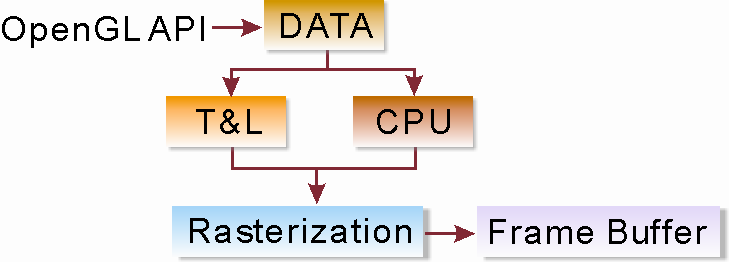 OpenGL API
DATA
T&L
CPU
Rasterization
Frame Buffer